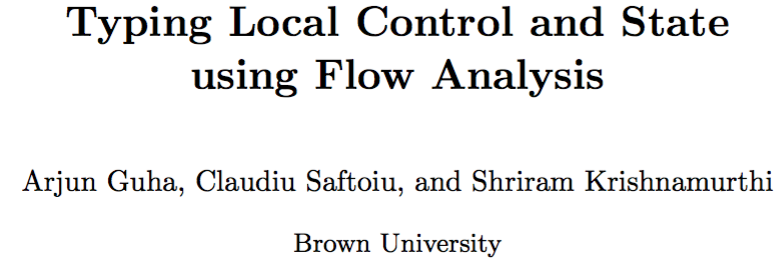 Typing Local Control and State
using Flow Analysis
Arjun Guha, Claudiu Saftoiu, and Shriram Krishnamurthi
Brown University